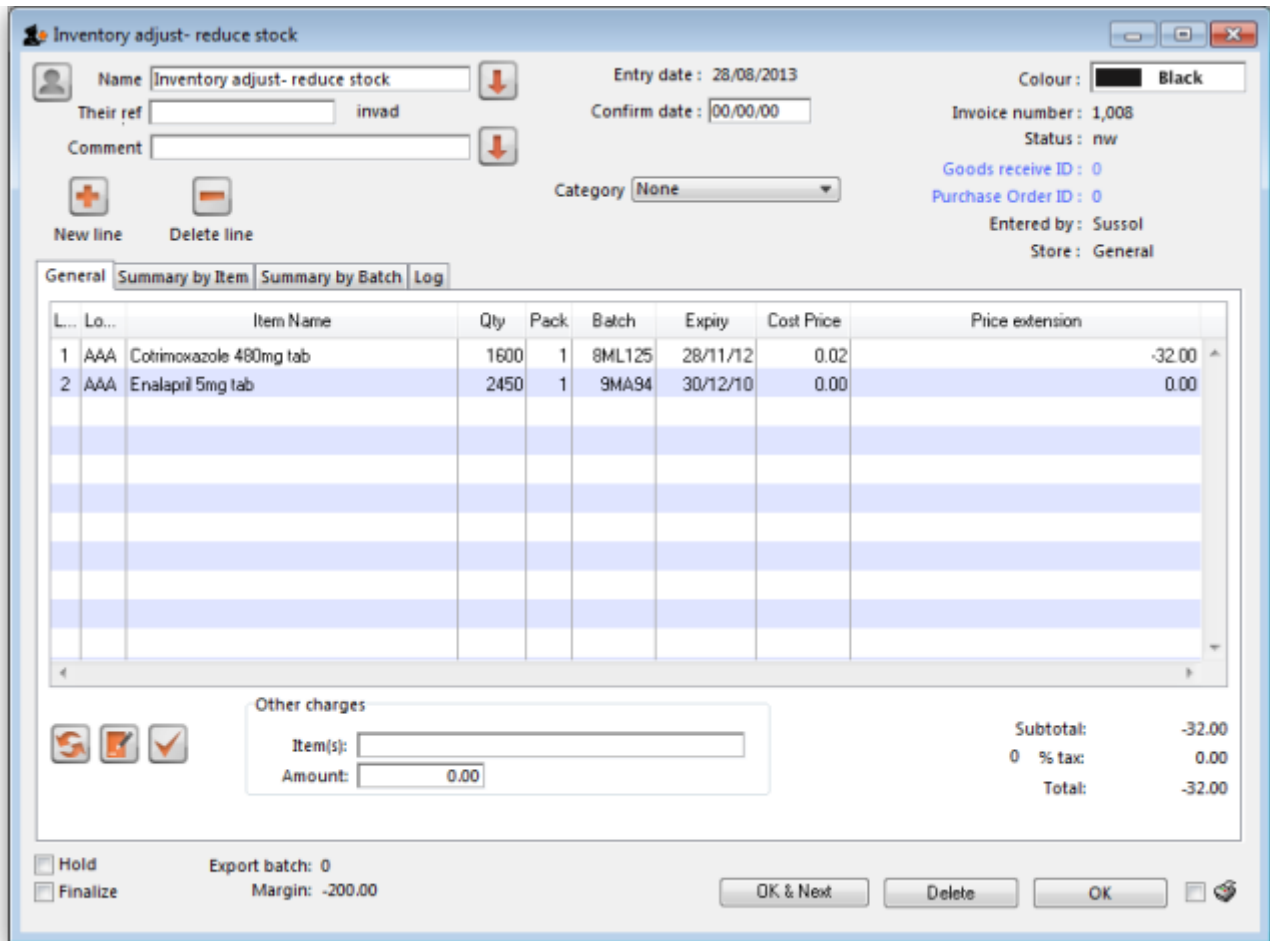 Inventory adjust- reduce stock
Name Inventory adjust- reduce stock Entry date : 28/08/2013 Colour : Black
Their ref invad Confirm date : 00/00/00 Invoice number : 1,008
Status : nw
Comment
Goods receive ID : 0
Category None Purchase Order ID : 0
Entered by : Sussol
New line Delete line
Store : General
General Summary by Item Summary by Batch Log
L... Lo... Item Name Qty Pack Batch Expiry Cost Price Price extension
1 AAA Cotrimoxazole 480mg tab 1600 1 8ML125 28/11/12 0.02 -32.00
2 AAA Enalapril 5mg tab 2450 1 9MA94 30/12/10 0.00 0.00
Other charges
Subtotal: -32.00
Item(s):
0 % tax: 0.00
Amount: 0.00
Total: -32.00
Hold Export batch: 0
Finalize Margin: -200.00 OK & Next Delete OK